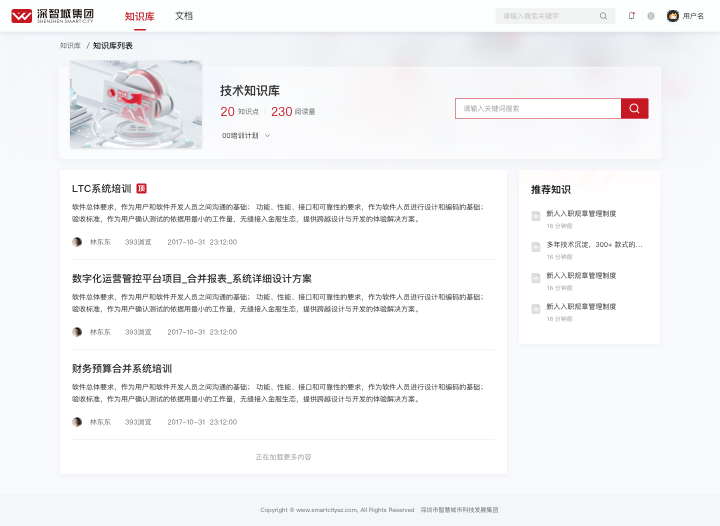 深智城集团
SHENZHEN SMART CITY
知识库
文档
请输入搜索关键字
用户名
知识库 / 知识库列表
技术知识库
20 知识点 230 阅读量
请输入关键词搜索
00培训计划
LTC系统培训 顶
软件总体要求，作为用户和软件开发人员之间沟通的基础； 功能、性能、接口和可靠性的要求，作为软件人员进行设计和编码的基础；
验收标准，作为用户确认测试的依据用最小的工作量，无缝接入金服生态，提供跨越设计与开发的体验解决方案。
林东东 393浏览 2017-10-31 23:12:00
数字化运营管控平台项目_合并报表_系统详细设计方案
软件总体要求，作为用户和软件开发人员之间沟通的基础； 功能、性能、接口和可靠性的要求，作为软件人员进行设计和编码的基础；
验收标准，作为用户确认测试的依据用最小的工作量，无缝接入金服生态，提供跨越设计与开发的体验解决方案。
林东东 393浏览 2017-10-31 23:12:00
财务预算合并系统培训
软件总体要求，作为用户和软件开发人员之间沟通的基础； 功能、性能、接口和可靠性的要求，作为软件人员进行设计和编码的基础；
验收标准，作为用户确认测试的依据用最小的工作量，无缝接入金服生态，提供跨越设计与开发的体验解决方案。
林东东 393浏览 2017-10-31 23:12:00
正在加载更多内容
推荐知识
新人入职规章管理制度
16 分钟前
多年技术沉淀，300+ 款式的...
16 分钟前
新人入职规章管理制度
16 分钟前
新人入职规章管理制度
16 分钟前
Copyright © www.smartcitysz.com, All Rights Reserved 深圳市智慧城市科技发展集团